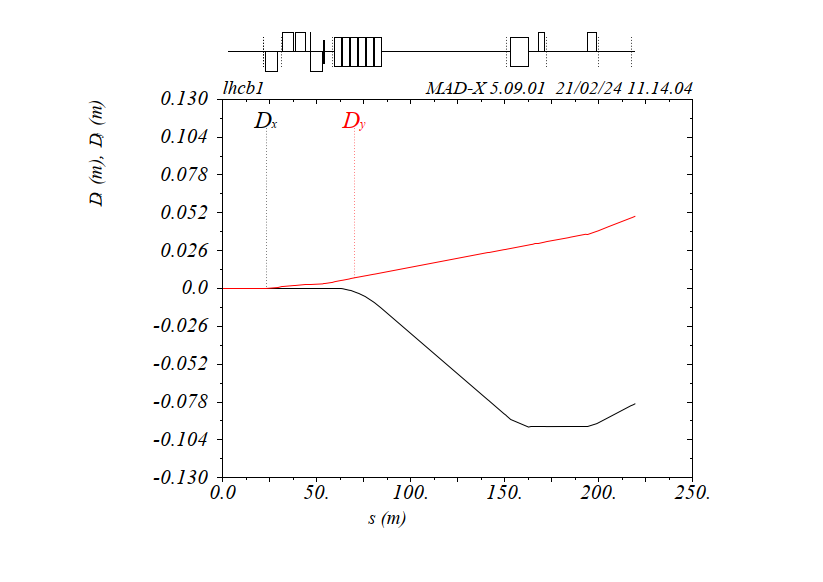 lhcb1 MAD-X 5.09.01 21/02/24 11.14.04
Dx (m), Dy (m)
Dx Dy
0.130
0.104
0.078
0.052
0.026
0.0
-0.026
-0.052
-0.078
-0.104
-0.130
0.0 50. 100. 150. 200. 250.
s (m)